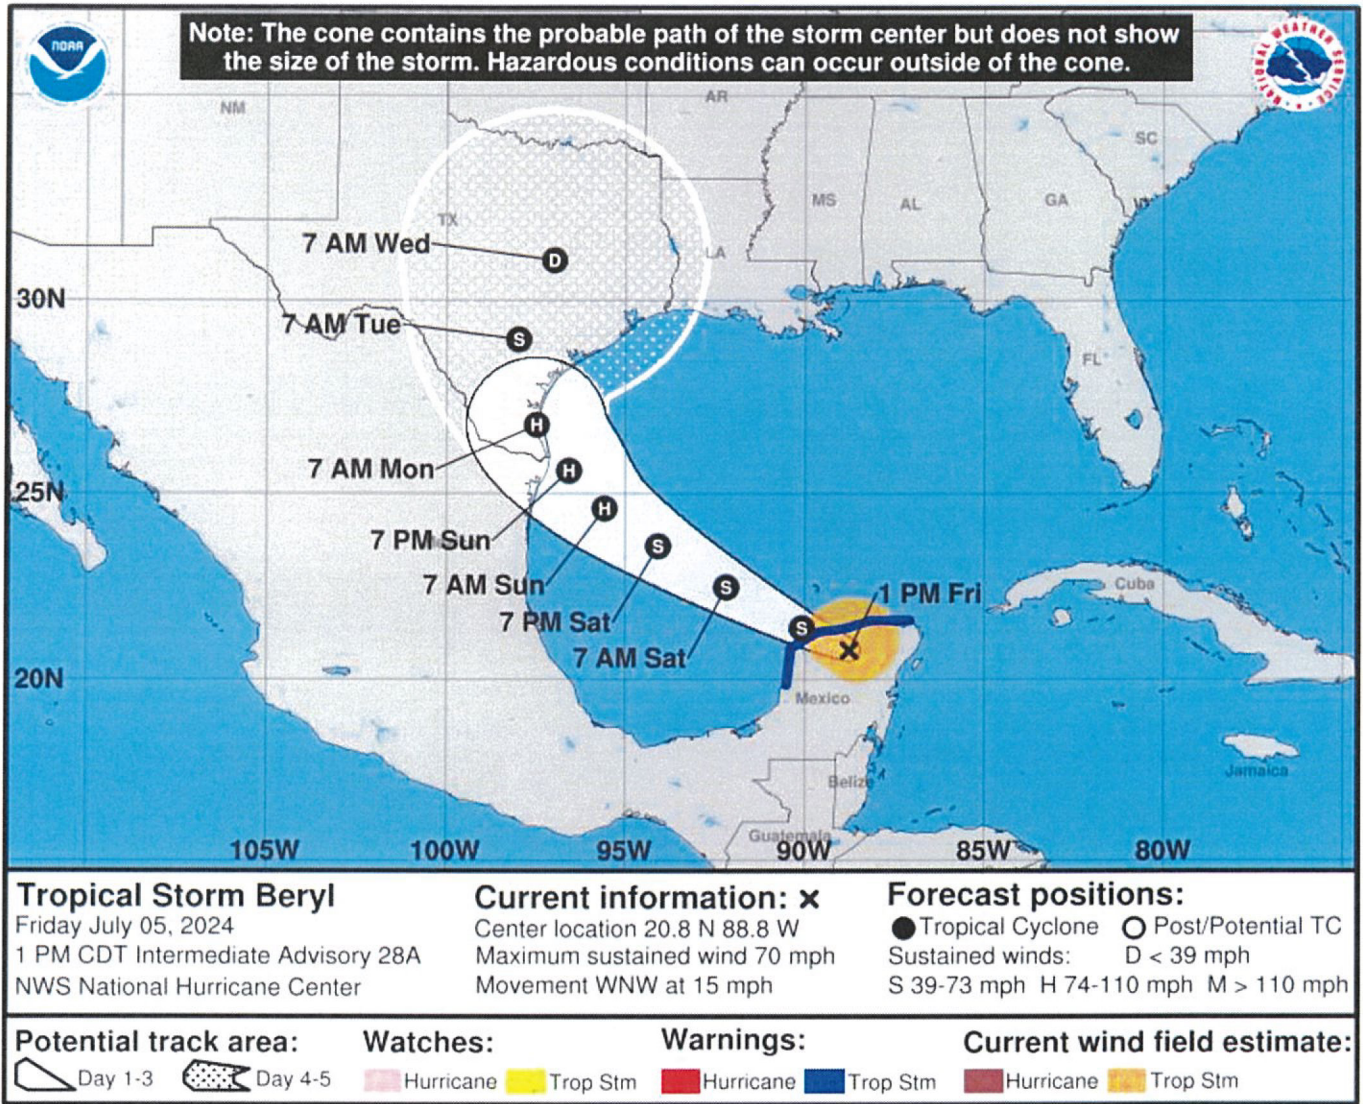 Note: The cone contains the probable path of the storm center but does not show
the size of the storm. Hazardous conditions can occur outside of the cone.
NOAA
NATIONAL WEATHER SERVICE
NM
AR
SC
TX
MS
AL
GA
LA
7 AM Wed
D
30N
7 AM Tue
S
FL
H
7 AM Mon
H
25N
H
7 PM Sun
S
7 AM Sun
S
Cuba
1 PM Fri
7 PM Sat
S
7 AM Sat
20N
Mexico
Belize
Jamaica
Guatemala
105W 100W 95W 90W 85W 80W
Tropical Storm Beryl
Friday July 05, 2024
1 PM CDT Intermediate Advisory 28A
NWS National Hurricane Center
Current information: ×
Center location 20.8 N 88.8 W
Maximum sustained wind 70 mph
Movement WNW at 15 mph
Forecast positions:
Tropical Cyclone Post/Potential TC
Sustained winds: D < 39 mph
S 39-73 mph H 74-110 mph M > 110 mph
Potential track area:
Day 1-3 Day 4-5
Watches:
Hurricane Trop Stm
Warnings:
Hurricane Trop Stm
Current wind field estimate:
Hurricane Trop Stm